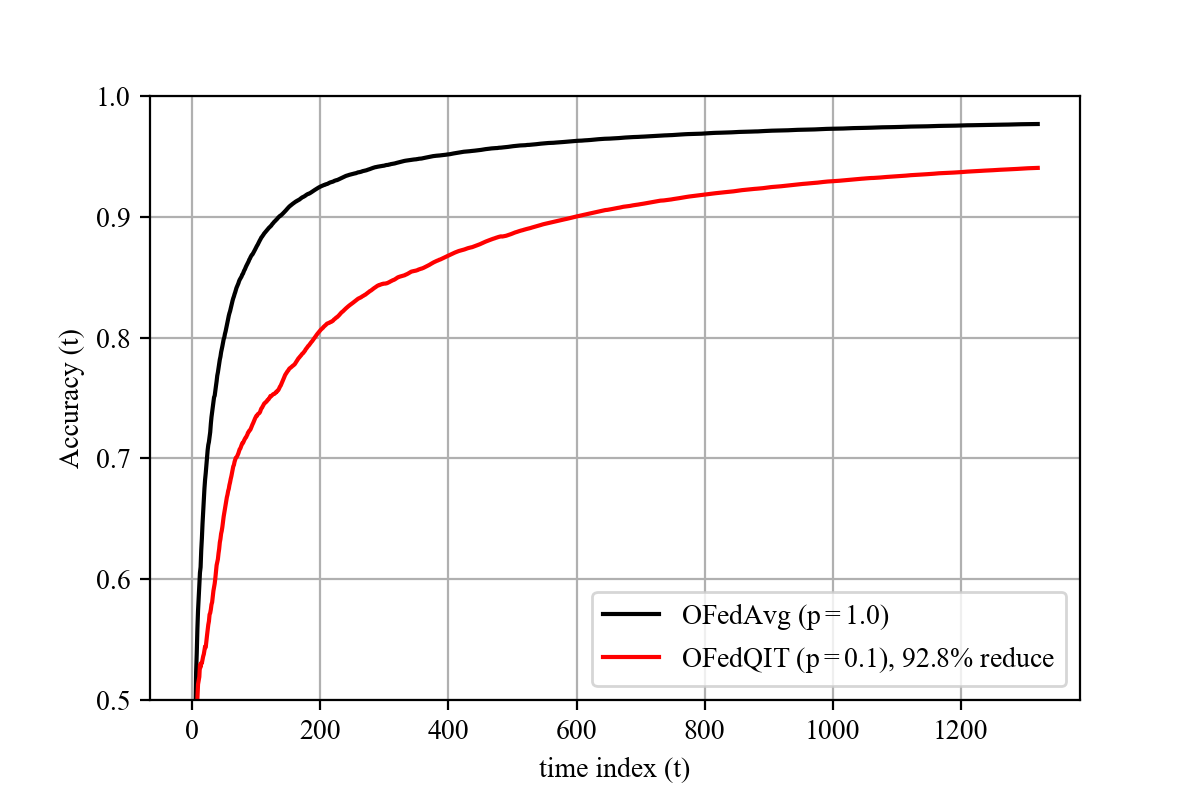 1.0
0.9
0.8
0.7
0.6
0.5
Accuracy (t)
0 200 400 600 800 1000 1200
time index (t)
OFedAvg (p=1.0)
OFedQIT (p=0.1), 92.8% reduce